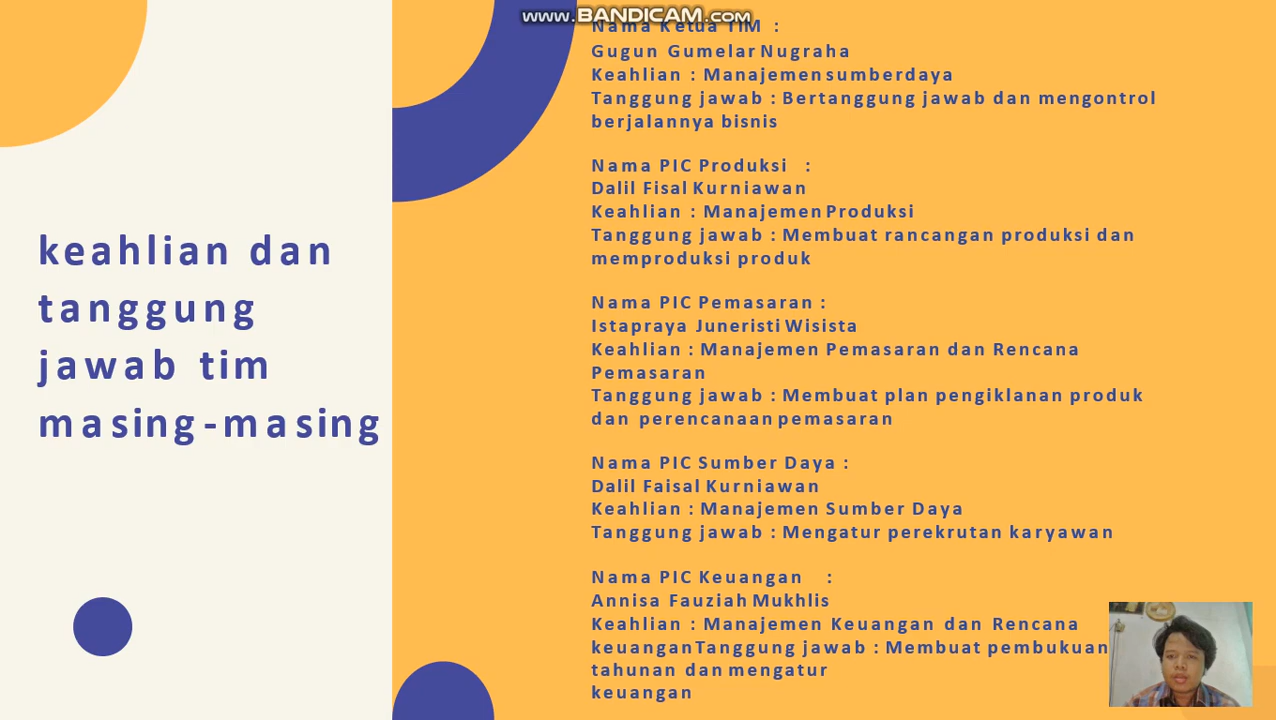 www.BANDICAM.com
keahlian dan
tanggung
jawab tim
masing-masing
Nama Ketua TIM :
Gugun Gumelar Nugraha
Keahlian : Manajemen sumberdaya
Tanggung jawab : Bertanggung jawab dan mengontrol
berjalannya bisnis
Nama PIC Produksi :
Dalil Fisal Kurniawan
Keahlian : Manajemen Produksi
Tanggung jawab : Membuat rancangan produksi dan
memproduksi produk
Nama PIC Pemasaran :
Istapraya Juneristi Wisista
Keahlian : Manajemen Pemasaran dan Rencana
Pemasaran
Tanggung jawab : Membuat plan pengiklanan produk
dan perencanaan pemasaran
Nama PIC Sumber Daya :
Dalil Faisal Kurniawan
Keahlian : Manajemen Sumber Daya
Tanggung jawab : Mengatur perekrutan karyawan
Nama PIC Keuangan :
Annisa Fauziah Mukhlis
Keahlian : Manajemen Keuangan dan Rencana
keuanganTanggung jawab : Membuat pembukuan
tahunan dan mengatur
keuangan